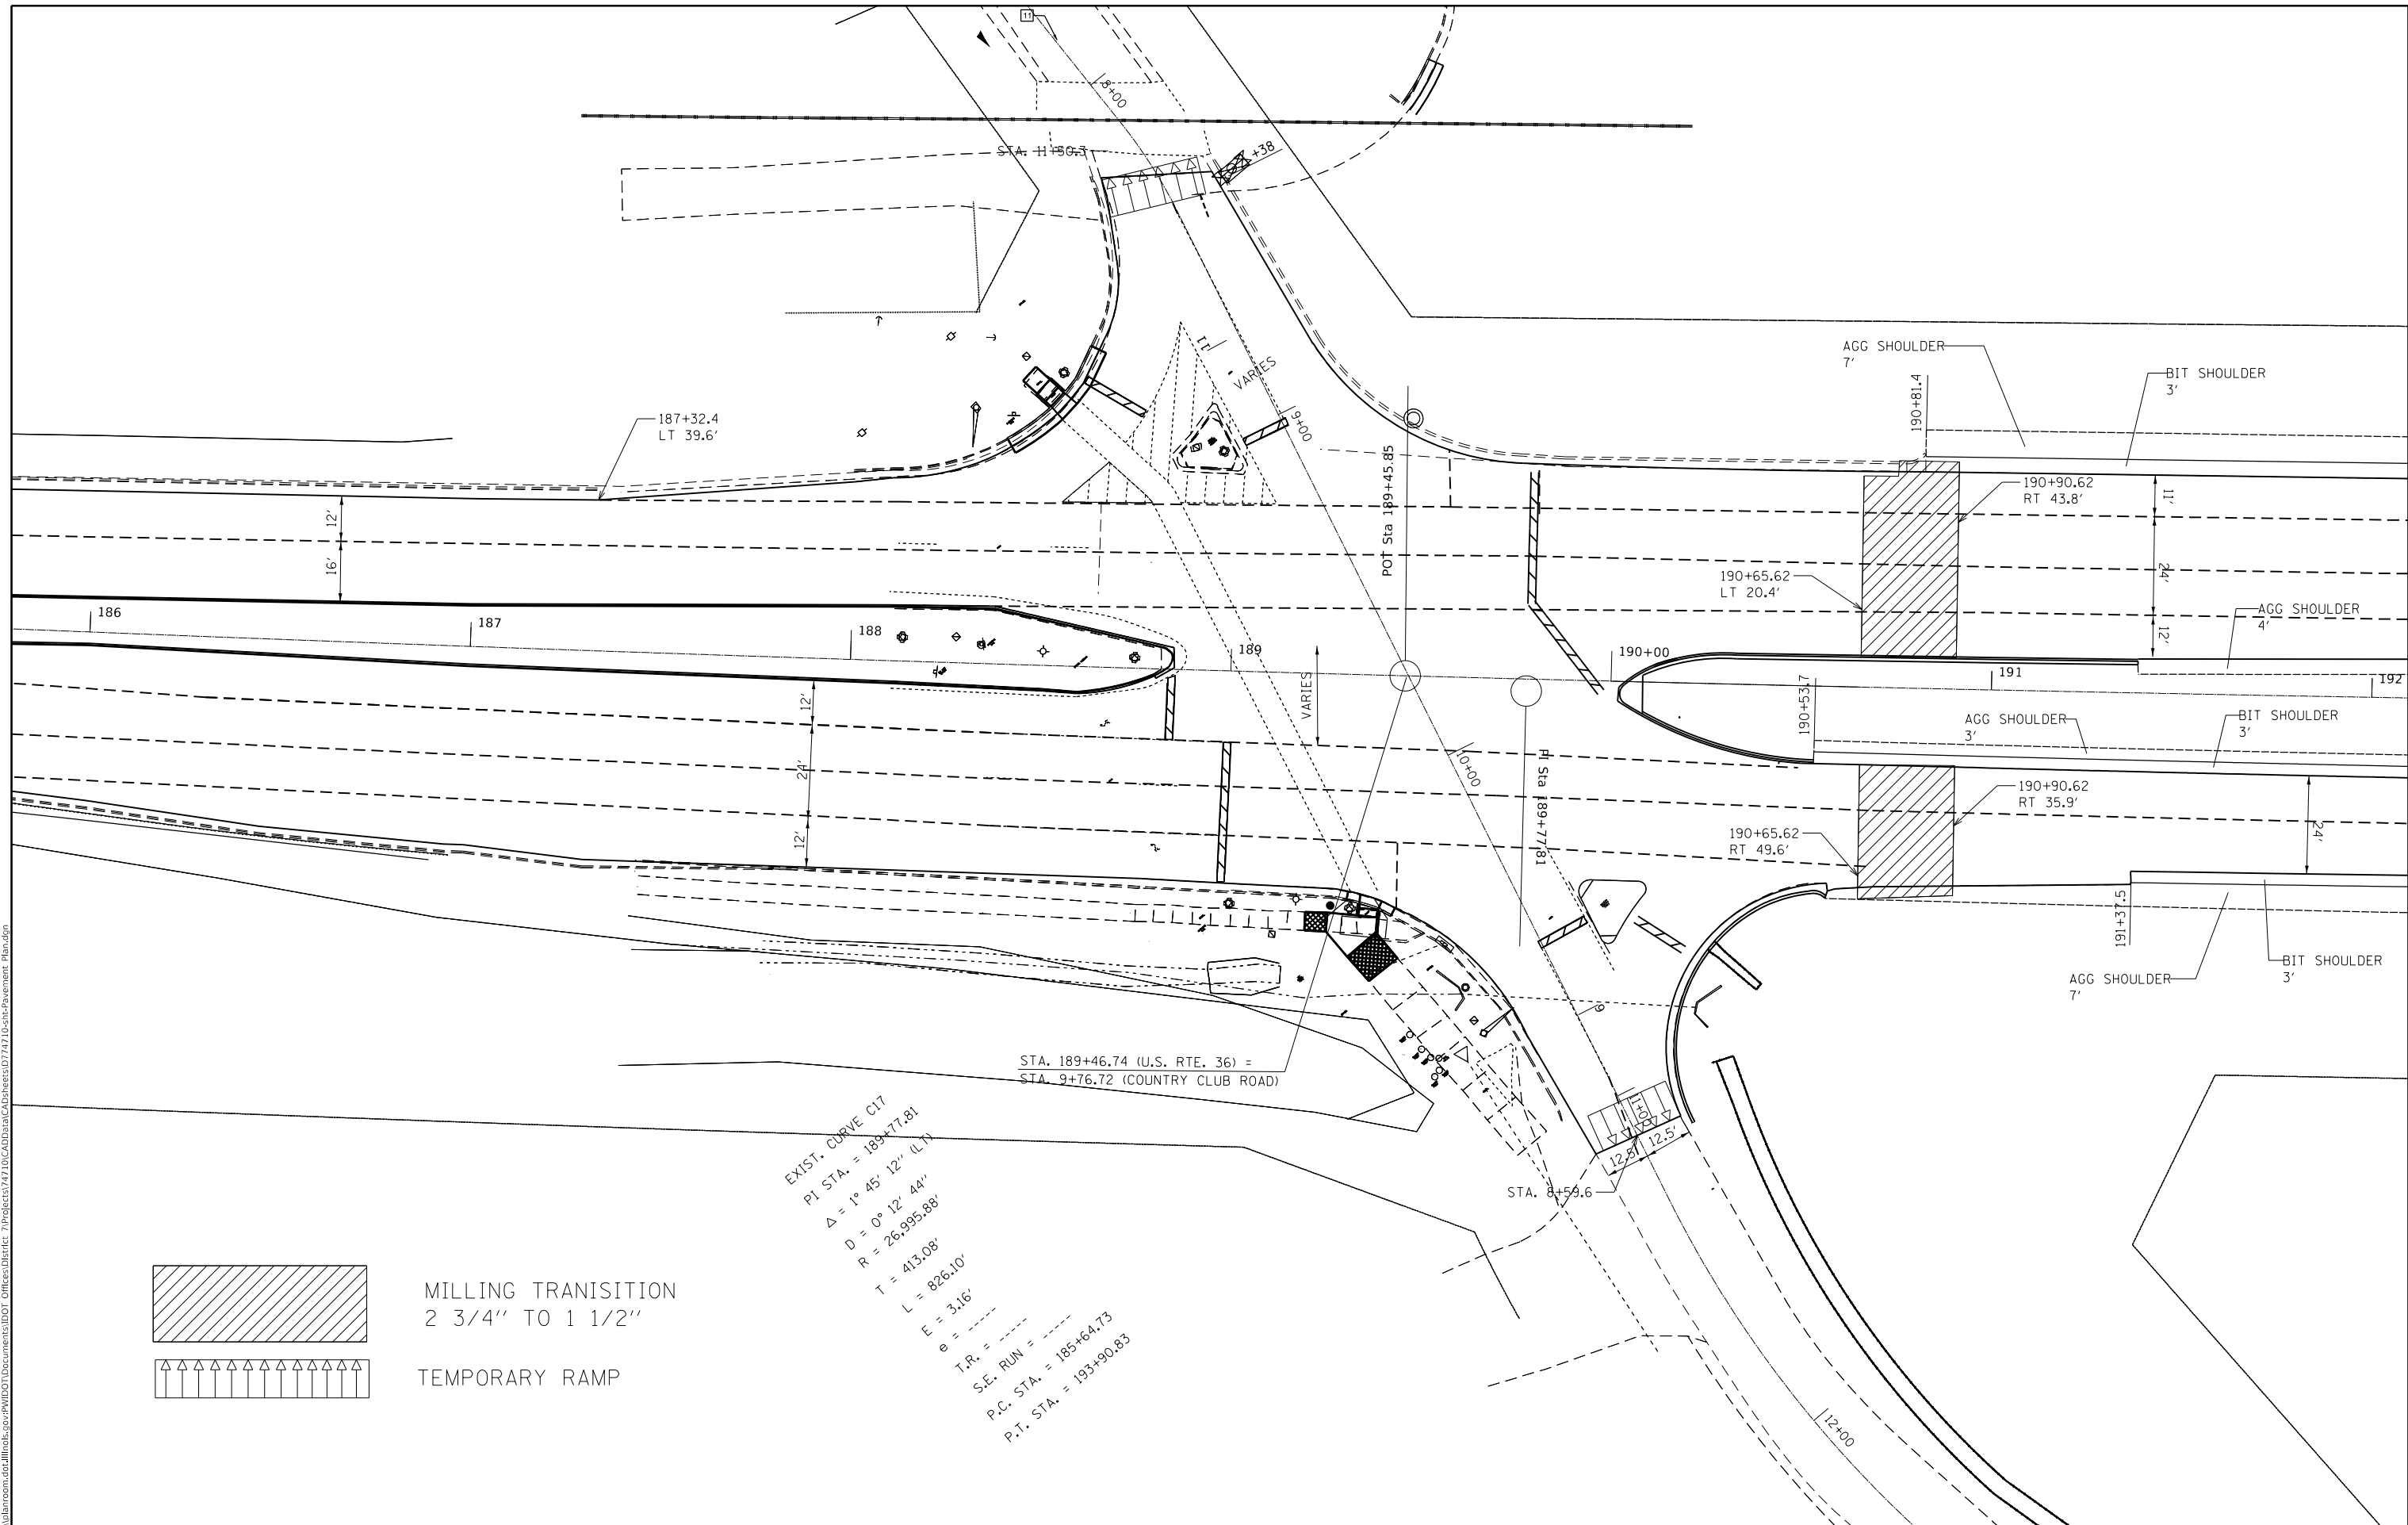 11
8+00
STA. 11+50.3
+38
11
VARIES
9+00
187+32.4
LT 39.6'
AGG SHOULDER
7'
BIT SHOULDER
3'
190+81.4
POT Sta 189+45.85
190+90.62
RT 43.8'
12'
16'
11'
24'
12'
190+65.62
LT 20.4'
AGG SHOULDER
4'
186
187
188
189
190+00
191
192
12'
24'
12'
VARIES
190+53.7
AGG SHOULDER
3'
BIT SHOULDER
3'
10+00
PI Sta 189+77.81
190+90.62
RT 35.9'
190+65.62
RT 49.6'
24'
191+37.5
AGG SHOULDER
7'
BIT SHOULDER
3'
9
STA. 189+46.74 (U.S. RTE. 36) =
STA. 9+76.72 (COUNTRY CLUB ROAD)
11+00
12.5'
12.5'
STA. 8+59.6
EXIST. CURVE C17
PI STA. = 189+77.81
Δ = 1° 45' 12" (LT)
D = 0° 12' 44"
R = 26,995.88'
T = 413.08'
L = 826.10'
E = 3.16'
e = -----
T.R. = -----
S.E. RUN = -----
P.C. STA. = 185+64.73
P.T. STA. = 193+90.83
12+00
MILLING TRANISITION
2 3/4" TO 1 1/2"
TEMPORARY RAMP